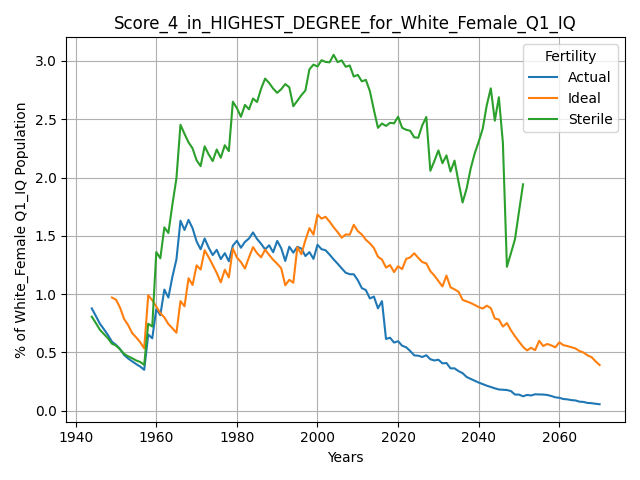 Score_4_in_HIGHEST_DEGREE_for_White_Female_Q1_IQ
Fertility
Actual
Ideal
Sterile
% of White_Female Q1_IQ Population
3.0
2.5
2.0
1.5
1.0
0.5
0.0
1940 1960 1980 2000 2020 2040 2060
Years